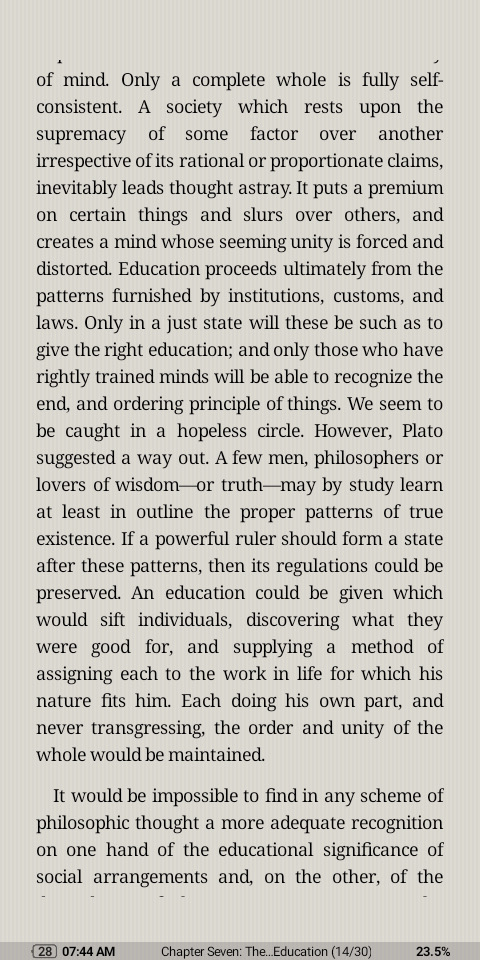 of mind. Only a complete whole is fully self-
consistent. A society which rests upon the
supremacy of some factor over another
irrespective of its rational or proportionate claims,
inevitably leads thought astray. It puts a premium
on certain things and slurs over others, and
creates a mind whose seeming unity is forced and
distorted. Education proceeds ultimately from the
patterns furnished by institutions, customs, and
laws. Only in a just state will these be such as to
give the right education; and only those who have
rightly trained minds will be able to recognize the
end, and ordering principle of things. We seem to
be caught in a hopeless circle. However, Plato
suggested a way out. A few men, philosophers or
lovers of wisdom—or truth—may by study learn
at least in outline the proper patterns of true
existence. If a powerful ruler should form a state
after these patterns, then its regulations could be
preserved. An education could be given which
would sift individuals, discovering what they
were good for, and supplying a method of
assigning each to the work in life for which his
nature fits him. Each doing his own part, and
never transgressing, the order and unity of the
whole would be maintained.
It would be impossible to find in any scheme of
philosophic thought a more adequate recognition
on one hand of the educational significance of
social arrangements and, on the other, of the
28 07:44 AM Chapter Seven: The...Education (14/30) 23.5%